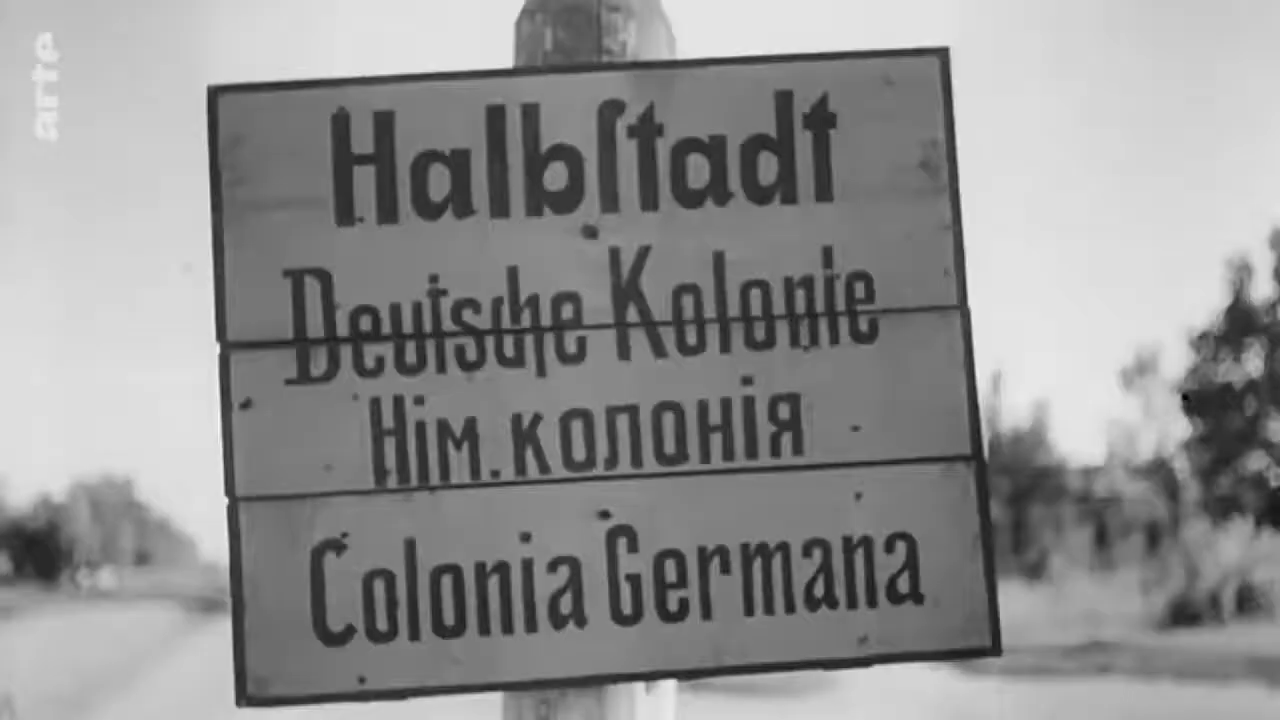 arte
Halbſtadt
Deutsche Kolonie
Нім. колонія
Colonia Germana